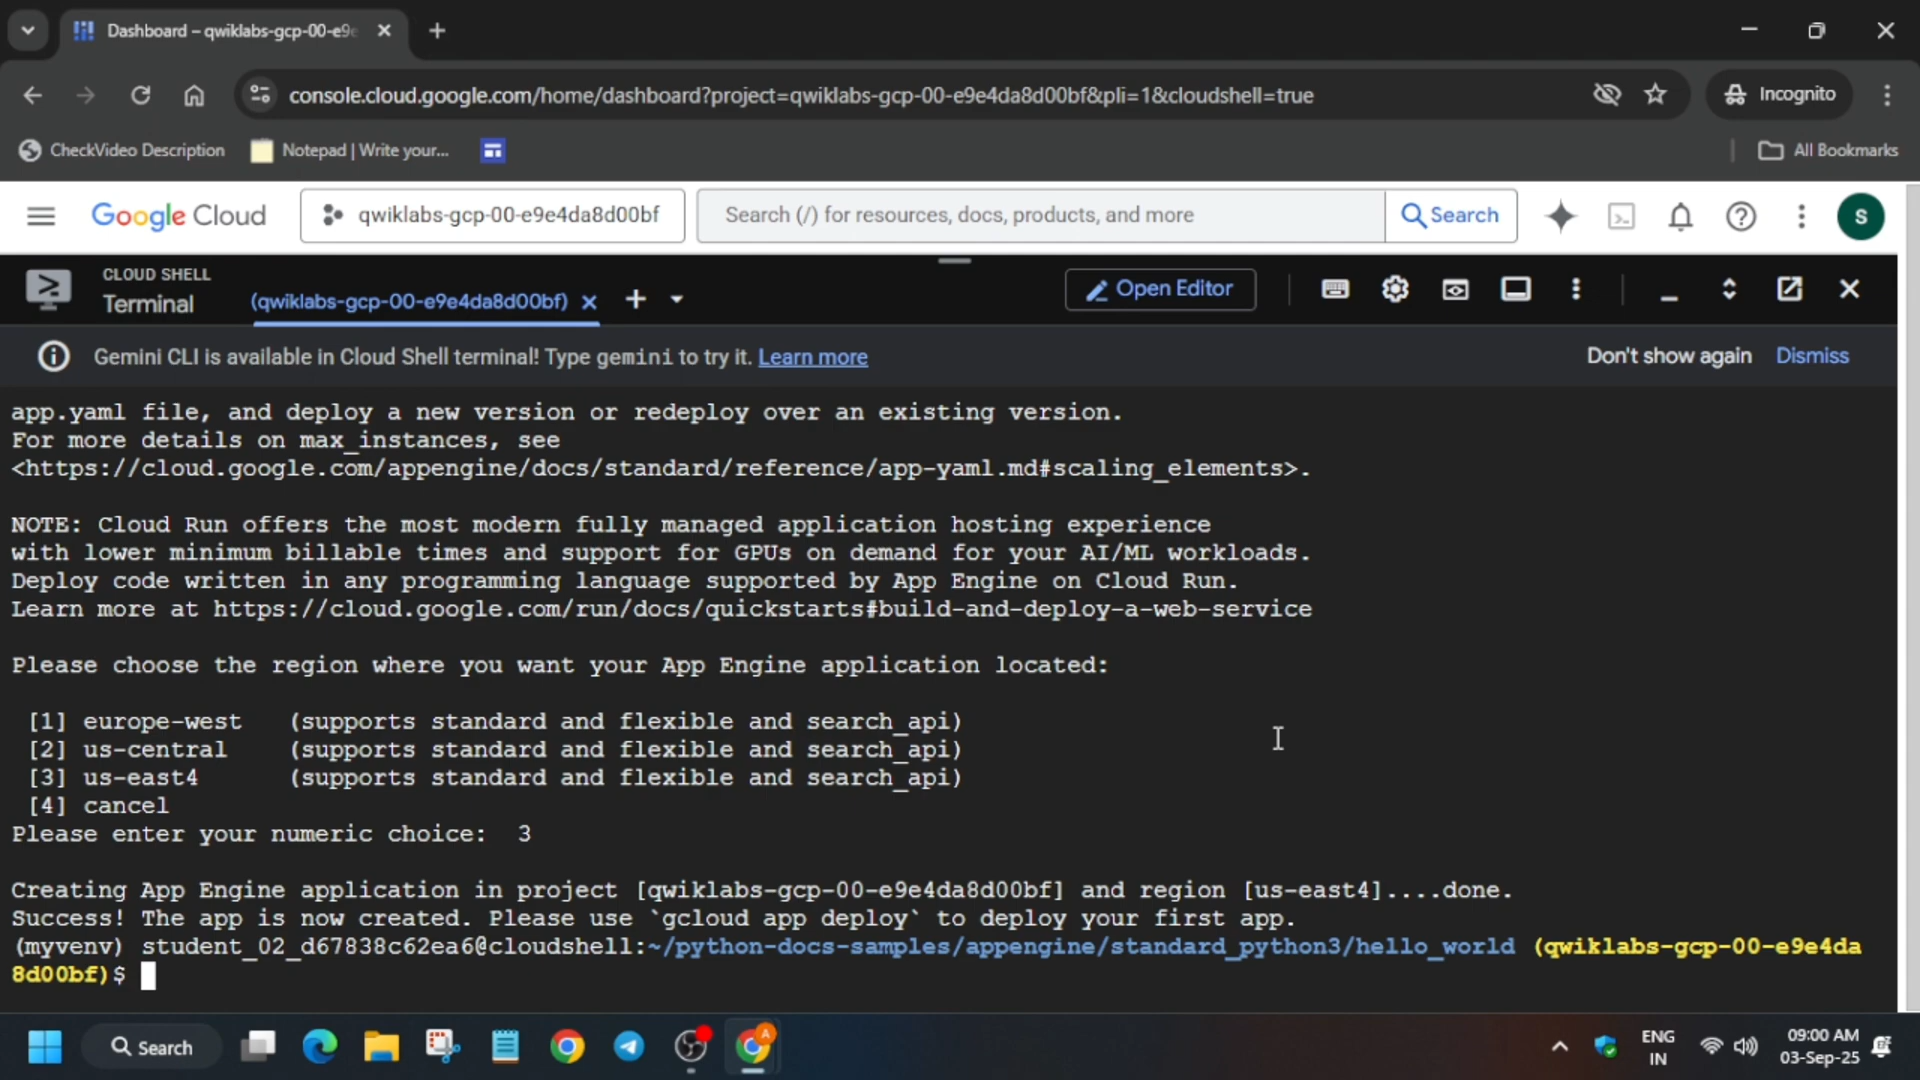 Dashboard – qwiklabs-gcp-00-e9e
console.cloud.google.com/home/dashboard?project=qwiklabs-gcp-00-e9e4da8d00bf&pli=1&cloudshell=true
Incognito
CheckVideo Description
Notepad | Write your...
All Bookmarks
Google Cloud
qwiklabs-gcp-00-e9e4da8d00bf
Search (/) for resources, docs, products, and more
Search
S
CLOUD SHELL
Terminal
(qwiklabs-gcp-00-e9e4da8d00bf)
Open Editor
Gemini CLI is available in Cloud Shell terminal! Type gemini to try it. Learn more
Don't show again
Dismiss
app.yaml file, and deploy a new version or redeploy over an existing version.
For more details on max_instances, see
<https://cloud.google.com/appengine/docs/standard/reference/app-yaml.md#scaling_elements>.
NOTE: Cloud Run offers the most modern fully managed application hosting experience
with lower minimum billable times and support for GPUs on demand for your AI/ML workloads.
Deploy code written in any programming language supported by App Engine on Cloud Run.
Learn more at https://cloud.google.com/run/docs/quickstarts#build-and-deploy-a-web-service
Please choose the region where you want your App Engine application located:
[1] europe-west (supports standard and flexible and search_api)
[2] us-central (supports standard and flexible and search_api)
[3] us-east4 (supports standard and flexible and search_api)
[4] cancel
Please enter your numeric choice: 3
Creating App Engine application in project [qwiklabs-gcp-00-e9e4da8d00bf] and region [us-east4]....done.
Success! The app is now created. Please use `gcloud app deploy` to deploy your first app.
(myvenv) student_02_d67838c62ea6@cloudshell:~/python-docs-samples/appengine/standard_python3/hello_world (qwiklabs-gcp-00-e9e4da
8d00bf)$
Search
A
ENG
IN
09:00 AM
03-Sep-25